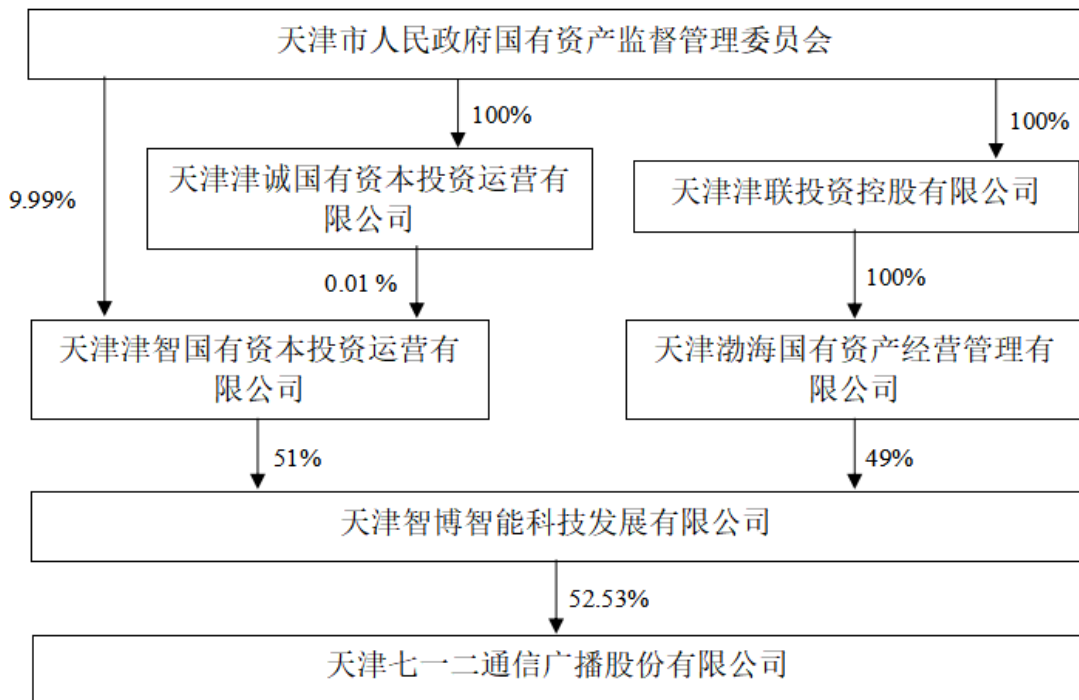 天津市人民政府国有资产监督管理委员会
100%
100%
9.99%
天津津诚国有资本投资运营有
限公司
天津津联投资控股有限公司
0.01 %
100%
天津津智国有资本投资运营有
限公司
天津渤海国有资产经营管理有
限公司
51%
49%
天津智博智能科技发展有限公司
52.53%
天津七一二通信广播股份有限公司